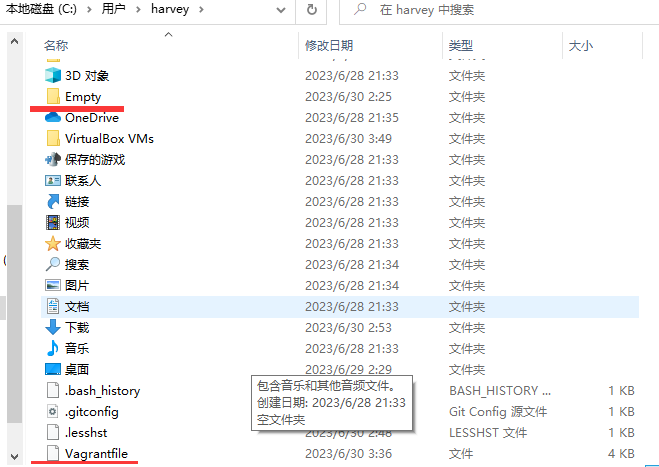 本地磁盘 (C:) › 用户 › harvey ›
在 harvey 中搜索
名称 修改日期 类型 大小
3D 对象 2023/6/28 21:33 文件夹
Empty 2023/6/30 2:25 文件夹
OneDrive 2023/6/28 21:35 文件夹
VirtualBox VMs 2023/6/30 3:49 文件夹
保存的游戏 2023/6/28 21:33 文件夹
联系人 2023/6/28 21:33 文件夹
链接 2023/6/28 21:33 文件夹
视频 2023/6/28 21:33 文件夹
收藏夹 2023/6/28 21:33 文件夹
搜索 2023/6/28 21:34 文件夹
图片 2023/6/28 21:34 文件夹
文档 2023/6/28 21:33 文件夹
下载 2023/6/30 2:53 文件夹
音乐 2023/6/28 21:33 文件夹
桌面 2023/6/29 2:29 文件夹
包含音乐和其他音频文件。
创建日期: 2023/6/28 21:33
空文件夹
.bash_history BASH_HISTORY ... 1 KB
.gitconfig Git Config 源文件 1 KB
.lesshst 2023/6/30 2:48 LESSHST 文件 1 KB
Vagrantfile 2023/6/30 3:36 文件 4 KB